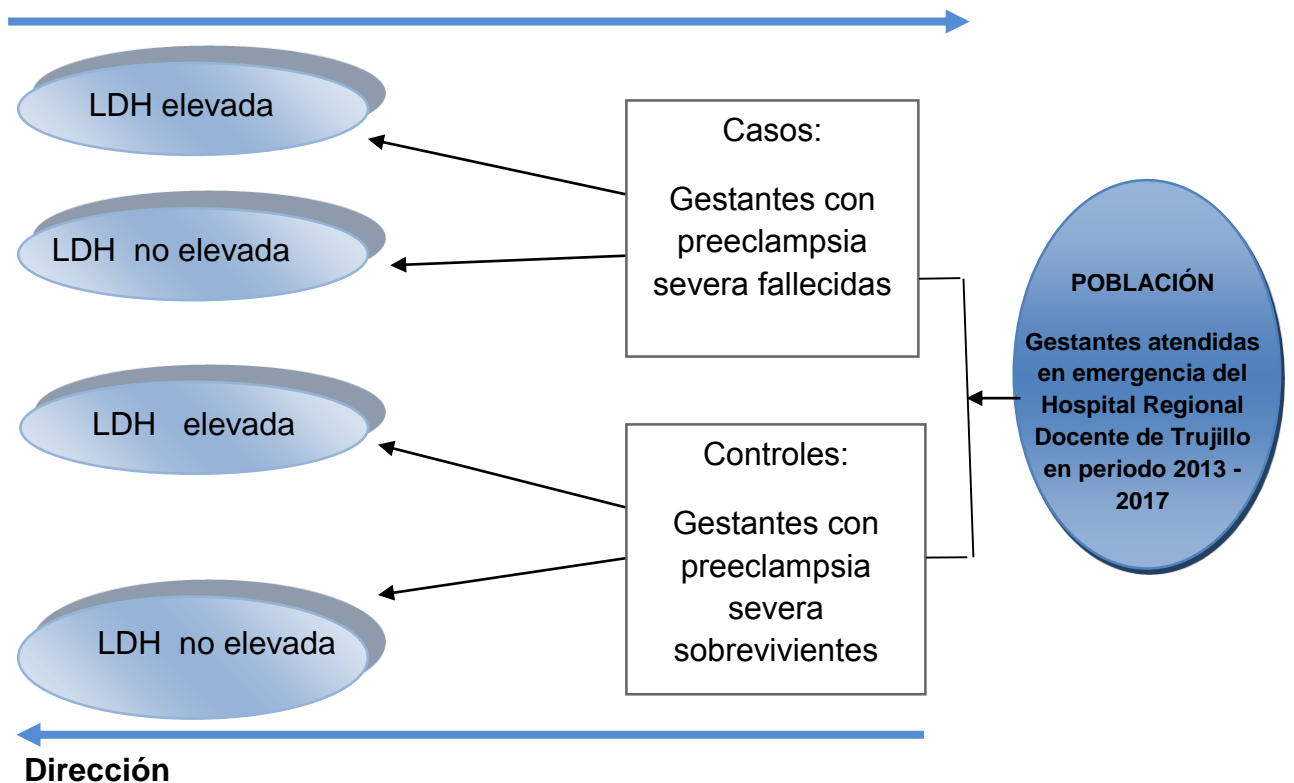 LDH elevada
LDH no elevada
LDH elevada
LDH no elevada
Casos:
Gestantes con
preeclampsia
severa fallecidas
Controles:
Gestantes con
preeclampsia
severa
sobrevivientes
POBLACIÓN
Gestantes atendidas
en emergencia del
Hospital Regional
Docente de Trujillo
en periodo 2013 -
2017
Dirección